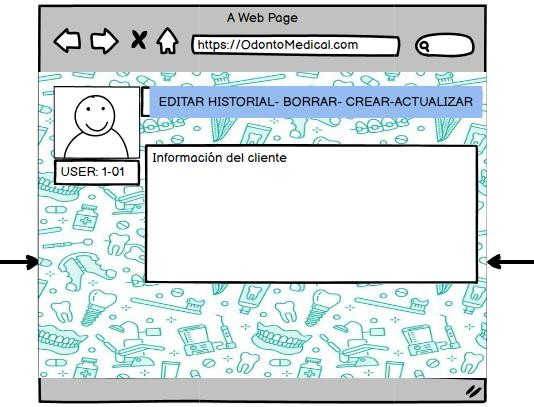 A Web Page
https://OdontoMedical.com
EDITAR HISTORIAL- BORRAR- CREAR-ACTUALIZAR
USER: 1-01
Información del cliente